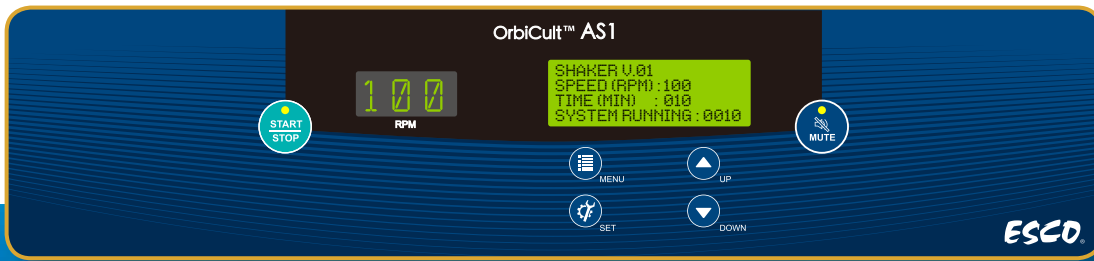 OrbiCult™ AS1
100
RPM
SHAKER V.01
SPEED (RPM) : 100
TIME (MIN) : 010
SYSTEM RUNNING : 0010
START
STOP
MUTE
MENU
UP
SET
DOWN
ESCO®